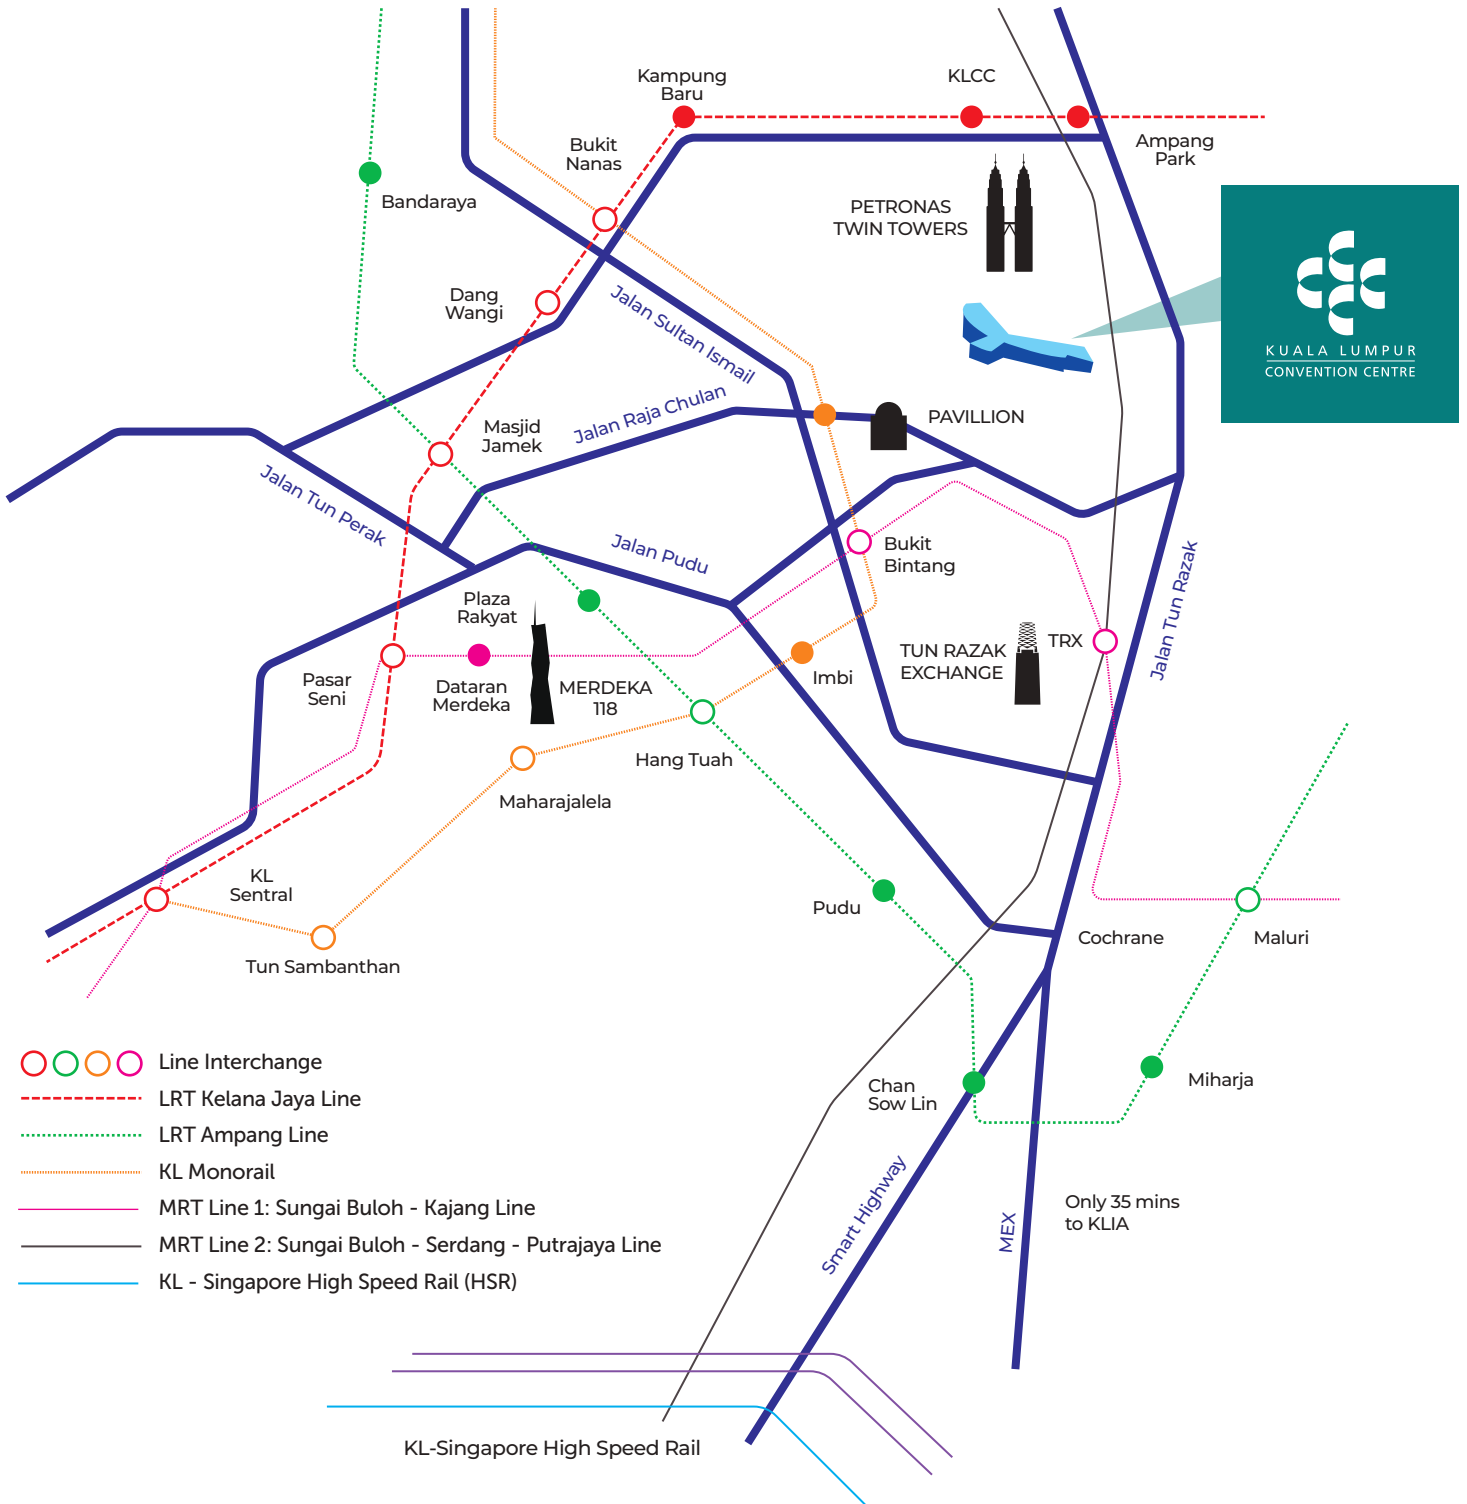 Kampung
Baru
KLCC
Bukit
Nanas
Ampang
Park
Bandaraya
PETRONAS
TWIN TOWERS
Dang
Wangi
Jalan Sultan Ismail
KUALA LUMPUR
CONVENTION CENTRE
Jalan Raja Chulan
PAVILLION
Masjid
Jamek
Jalan Tun Perak
Jalan Pudu
Bukit
Bintang
Jalan Tun Razak
Plaza
Rakyat
TUN RAZAK
EXCHANGE
TRX
Pasar
Seni
Dataran
Merdeka
MERDEKA
118
Imbi
Hang Tuah
Maharajalela
KL
Sentral
Pudu
Cochrane
Maluri
Tun Sambanthan
Line Interchange
LRT Kelana Jaya Line
LRT Ampang Line
KL Monorail
MRT Line 1: Sungai Buloh - Kajang Line
MRT Line 2: Sungai Buloh - Serdang - Putrajaya Line
KL - Singapore High Speed Rail (HSR)
Chan
Sow Lin
Miharja
Smart Highway
MEX
Only 35 mins
to KLIA
KL-Singapore High Speed Rail